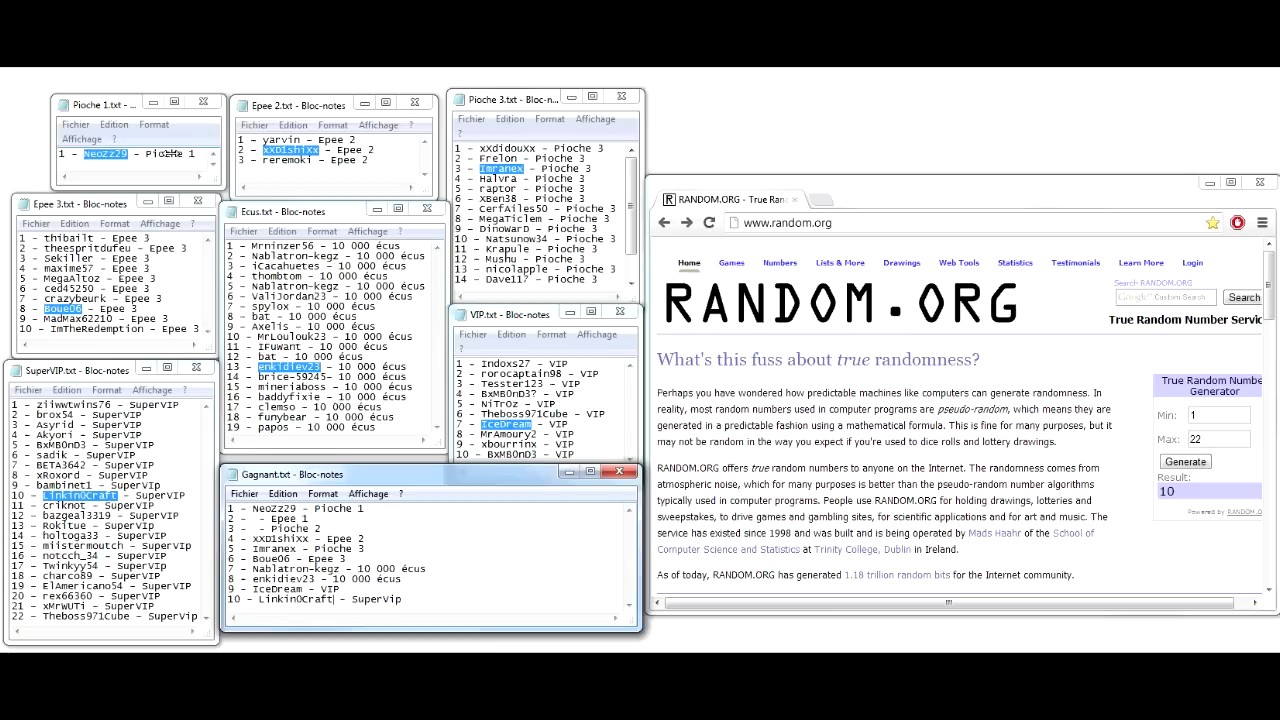 Pioche 1.txt - ...
Fichier Edition Format
Affichage ?
1 - NeoZz29 - Pioche 1
Epee 2.txt - Bloc-notes
Fichier Edition Format Affichage ?
1 - yarvin - Epee 2
2 - xxD1shiXx - Epee 2
3 - reremoki - Epee 2
Pioche 3.txt - Bloc-n...
Fichier Edition Format Affichage
?
1 - xXdidouXx - Pioche 3
2 - Frelon - Pioche 3
3 - Imranex - Pioche 3
4 - Halvra - Pioche 3
5 - raptor - Pioche 3
6 - xBen38 - Pioche 3
7 - cerfAiles50 - Pioche 3
8 - MegaTiclem - Pioche 3
9 - DinowarD - Pioche 3
10 - Natsunow34 - Pioche 3
11 - Krapule - Pioche 3
12 - Mushu - Pioche 3
13 - nicolapple - Pioche 3
14 - Dave117 - Pioche 3
Epee 3.txt - Bloc-notes
Fichier Edition Format Affichage ?
1 - thibailt - Epee 3
2 - theespritdufeu - Epee 3
3 - Sekiller - Epee 3
4 - maxime57 - Epee 3
5 - MegaAltoz - Epee 3
6 - ced45250 - Epee 3
7 - crazybeurk - Epee 3
8 - Boue06 - Epee 3
9 - MadMax62210 - Epee 3
10 - ImTheRedemption - Epee 3
Ecus.txt - Bloc-notes
Fichier Edition Format Affichage ?
1 - Mrninzer56 - 10 000 écus
2 - Nablatron-kegz - 10 000 écus
3 - iCacahuetes - 10 000 écus
4 - thombtom - 10 000 écus
5 - Nablatron-kegz - 10 000 écus
6 - ValiJordan23 - 10 000 écus
7 - spylox - 10 000 écus
8 - bat - 10 000 écus
9 - Axelis - 10 000 écus
10 - MrLoulouk23 - 10 000 écus
11 - IFuWant - 10 000 écus
12 - bat - 10 000 écus
13 - enkidiev23 - 10 000 écus
14 - brice-59245- 10 000 écus
15 - mineriaboss - 10 000 écus
16 - baddyfixie - 10 000 écus
17 - clemso - 10 000 écus
18 - funybear - 10 000 écus
19 - papos - 10 000 écus
VIP.txt - Bloc-notes
Fichier Edition Format Affichage
?
1 - Indoxs27 - VIP
2 - rorocaptain98 - VIP
3 - Tesster123 - VIP
4 - BxMB0nD3? - VIP
5 - NiTrOz - VIP
6 - Theboss971Cube - VIP
7 - IceDream - VIP
8 - MrAmoury2 - VIP
9 - xbourrinx - VIP
10 - BxMB0nD3 - VIP
SuperVIP.txt - Bloc-notes
Fichier Edition Format Affichage ?
1 - ziiwwtwins76 - SuperVIP
2 - brox54 - SuperVIP
3 - Asyrid - SuperVIP
4 - Akyori - SuperVIP
5 - BxMB0nD3 - SuperVIP
6 - sadik - SuperVIP
7 - BETA3642 - SuperVIP
8 - xRoxord - SuperVIP
9 - bambinet1 - SuperVip
10 - Linkin0Craft - SuperVIP
11 - criknot - SuperVIP
12 - bazgeal3319 - SuperVIP
13 - Rokitue - SuperVIp
14 - holtoga33 - SuperVIP
15 - miistermoutch - SuperVIP
16 - notcch_34 - SuperVIP
17 - Twinkyy54 - SuperVIP
18 - charco89 - SuperVIP
19 - ElAmericano54 - SuperVIP
20 - rex66360 - SuperVIP
21 - xMrWUTi - SuperVIP
22 - Theboss971Cube - SuperVip
Gagnant.txt - Bloc-notes
Fichier Edition Format Affichage ?
1 - NeoZz29 - Pioche 1
2 - - Epee 1
3 - - Pioche 2
4 - xxD1shiXx - Epee 2
5 - Imranex - Pioche 3
6 - Boue06 - Epee 3
7 - Nablatron-kegz - 10 000 écus
8 - enkidiev23 - 10 000 écus
9 - IceDream - VIP
10 - Linkin0Craft - SuperVip
RANDOM.ORG - True Ran
www.random.org
Home Games Numbers Lists & More Drawings Web Tools Statistics Testimonials Learn More Login
Search RANDOM.ORG
Google Custom Search Search
RANDOM.ORG
True Random Number Servic
What's this fuss about true randomness?
Perhaps you have wondered how predictable machines like computers can generate randomness. In
reality, most random numbers used in computer programs are pseudo-random, which means they are
generated in a predictable fashion using a mathematical formula. This is fine for many purposes, but it
may not be random in the way you expect if you're used to dice rolls and lottery drawings.
RANDOM.ORG offers true random numbers to anyone on the Internet. The randomness comes from
atmospheric noise, which for many purposes is better than the pseudo-random number algorithms
typically used in computer programs. People use RANDOM.ORG for holding drawings, lotteries and
sweepstakes, to drive games and gambling sites, for scientific applications and for art and music. The
service has existed since 1998 and was built and is being operated by Mads Haahr of the School of
Computer Science and Statistics at Trinity College, Dublin in Ireland.
As of today, RANDOM.ORG has generated 1.18 trillion random bits for the Internet community.
True Random Numbe
Generator
Min: 1
Max: 22
Generate
Result:
10
Powered by RANDOM.O